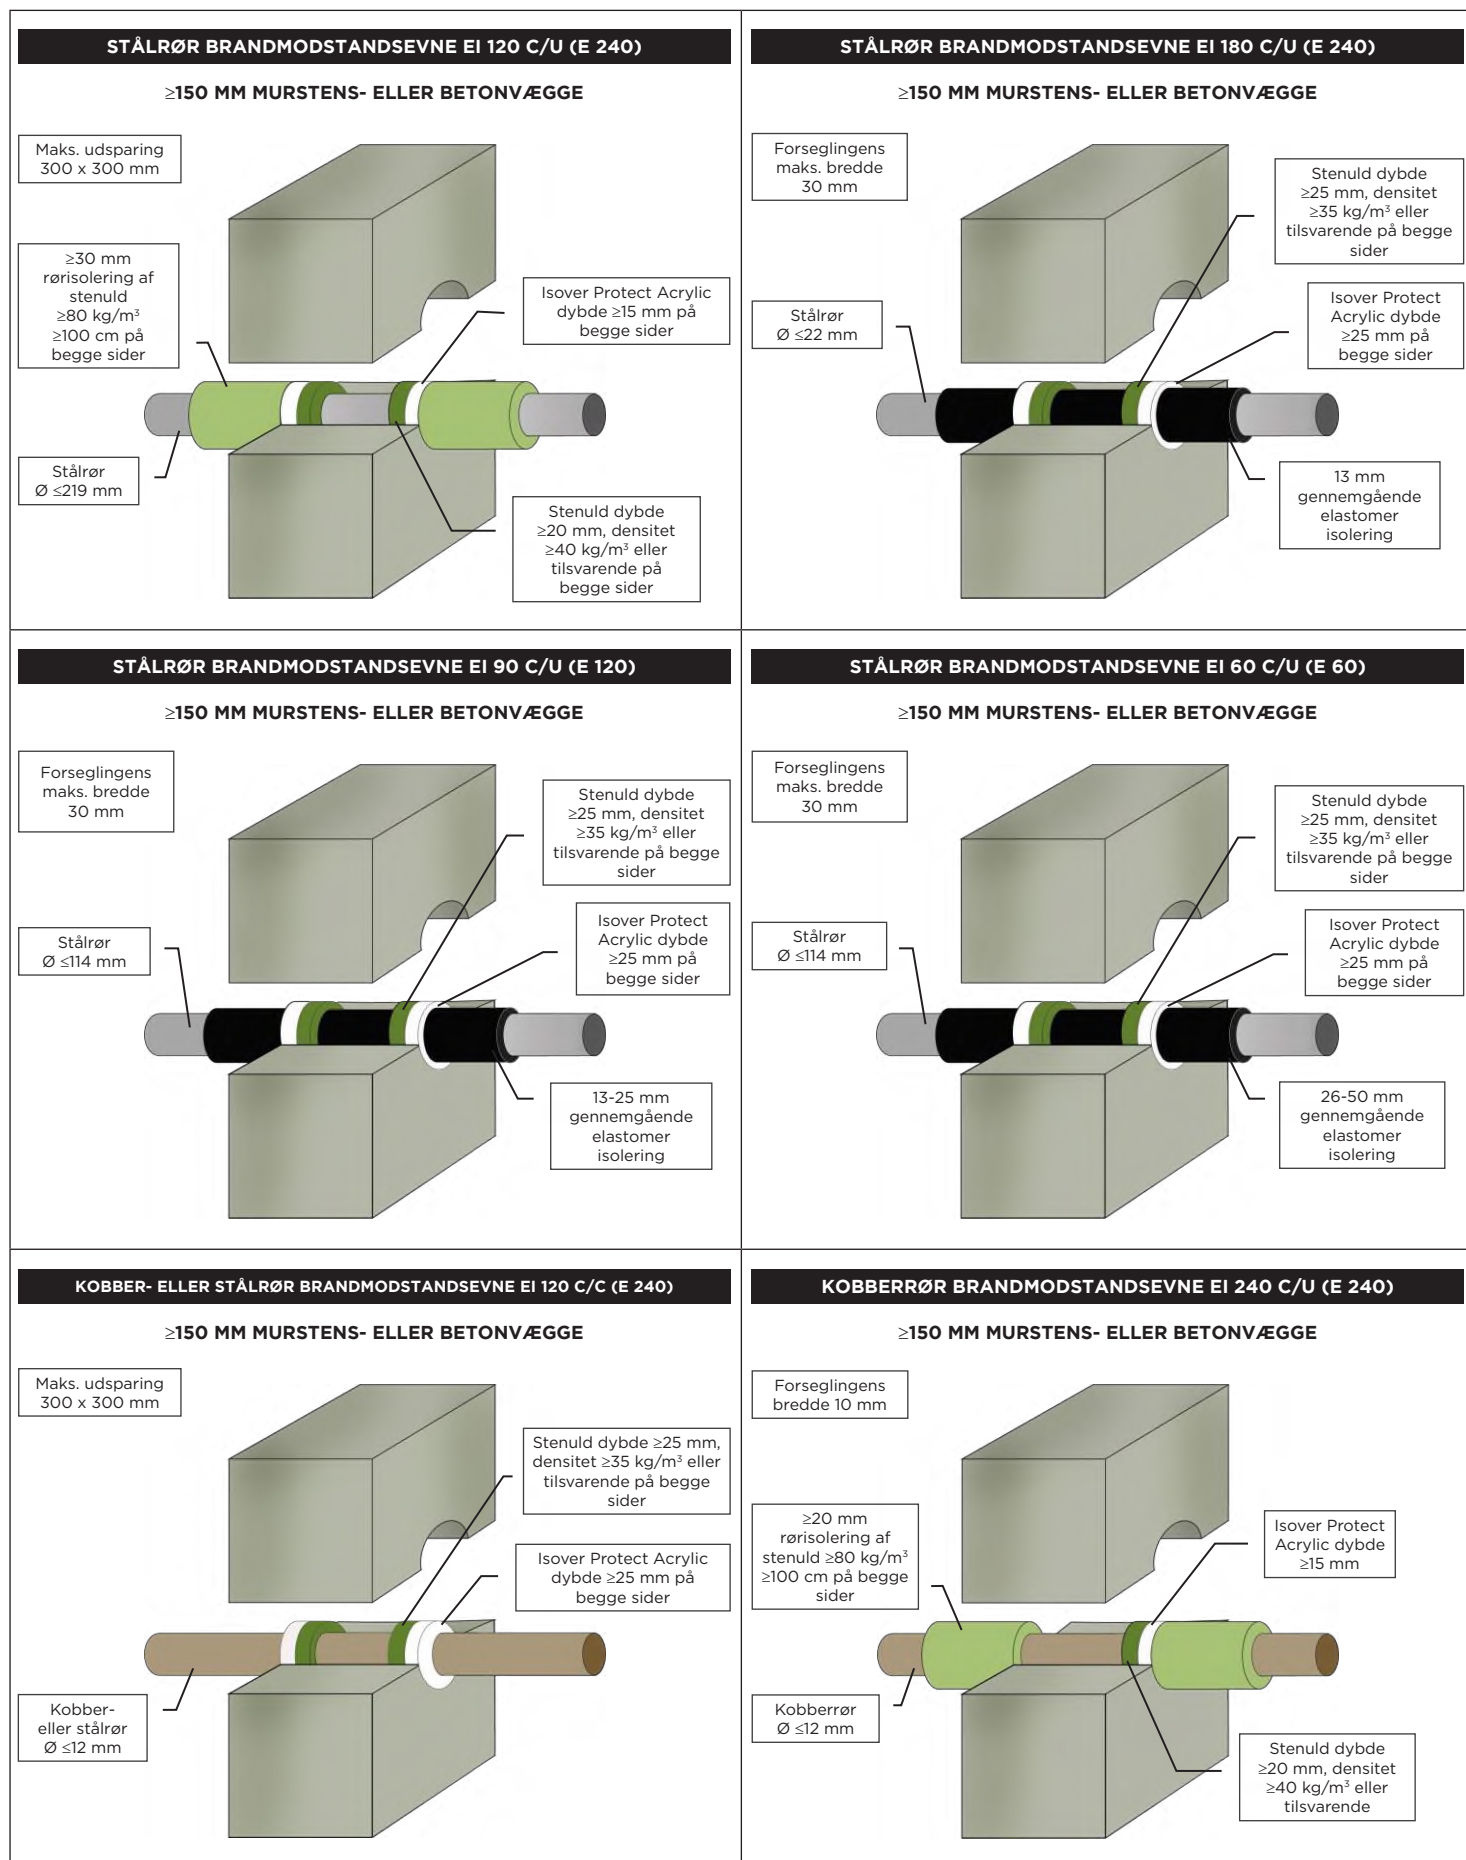 STÅLRØR BRANDMODSTANDSEVNE EI 120 C/U (E 240)
≥150 MM MURSTENS- ELLER BETONVÆGGE
Maks. udsparing
300 x 300 mm
≥30 mm
rørisolering af
stenuld
≥80 kg/m³
≥100 cm på
begge sider
Isover Protect Acrylic
dybde ≥15 mm på
begge sider
Stålrør
Ø ≤219 mm
Stenuld dybde
≥20 mm, densitet
≥40 kg/m³ eller
tilsvarende på
begge sider
STÅLRØR BRANDMODSTANDSEVNE EI 180 C/U (E 240)
≥150 MM MURSTENS- ELLER BETONVÆGGE
Forseglingens
maks. bredde
30 mm
Stenuld dybde
≥25 mm, densitet
≥35 kg/m³ eller
tilsvarende på begge
sider
Isover Protect
Acrylic dybde
≥25 mm på
begge sider
Stålrør
Ø ≤22 mm
13 mm
gennemgående
elastomer
isolering
STÅLRØR BRANDMODSTANDSEVNE EI 90 C/U (E 120)
≥150 MM MURSTENS- ELLER BETONVÆGGE
Forseglingens
maks. bredde
30 mm
Stenuld dybde
≥25 mm, densitet
≥35 kg/m³ eller
tilsvarende på begge
sider
Isover Protect
Acrylic dybde
≥25 mm på
begge sider
Stålrør
Ø ≤114 mm
13-25 mm
gennemgående
elastomer
isolering
STÅLRØR BRANDMODSTANDSEVNE EI 60 C/U (E 60)
≥150 MM MURSTENS- ELLER BETONVÆGGE
Forseglingens
maks. bredde
30 mm
Stenuld dybde
≥25 mm, densitet
≥35 kg/m³ eller
tilsvarende på begge
sider
Isover Protect
Acrylic dybde
≥25 mm på
begge sider
Stålrør
Ø ≤114 mm
26-50 mm
gennemgående
elastomer
isolering
KOBBER- ELLER STÅLRØR BRANDMODSTANDSEVNE EI 120 C/C (E 240)
≥150 MM MURSTENS- ELLER BETONVÆGGE
Maks. udsparing
300 x 300 mm
Stenuld dybde ≥25 mm,
densitet ≥35 kg/m³ eller
tilsvarende på begge
sider
Isover Protect Acrylic
dybde ≥25 mm på
begge sider
Kobber-
eller stålrør
Ø ≤12 mm
KOBBERRØR BRANDMODSTANDSEVNE EI 240 C/U (E 240)
≥150 MM MURSTENS- ELLER BETONVÆGGE
Forseglingens
bredde 10 mm
≥20 mm
rørisolering af
stenuld ≥80 kg/m³
≥100 cm på begge
sider
Isover Protect
Acrylic dybde
≥15 mm
Kobberrør
Ø ≤12 mm
Stenuld dybde
≥20 mm, densitet
≥40 kg/m³ eller
tilsvarende